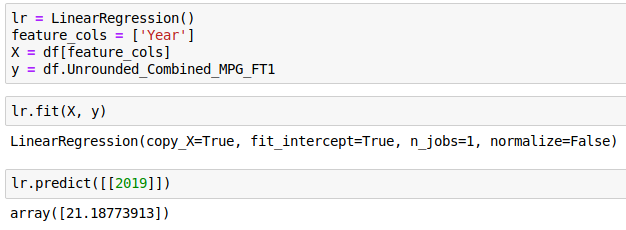 lr = LinearRegression()
feature_cols = ['Year']
X = df[feature_cols]
y = df.Unrounded_Combined_MPG_FT1
lr.fit(X, y)
LinearRegression(copy_X=True, fit_intercept=True, n_jobs=1, normalize=False)
lr.predict([[2019]])
array([21.18773913])